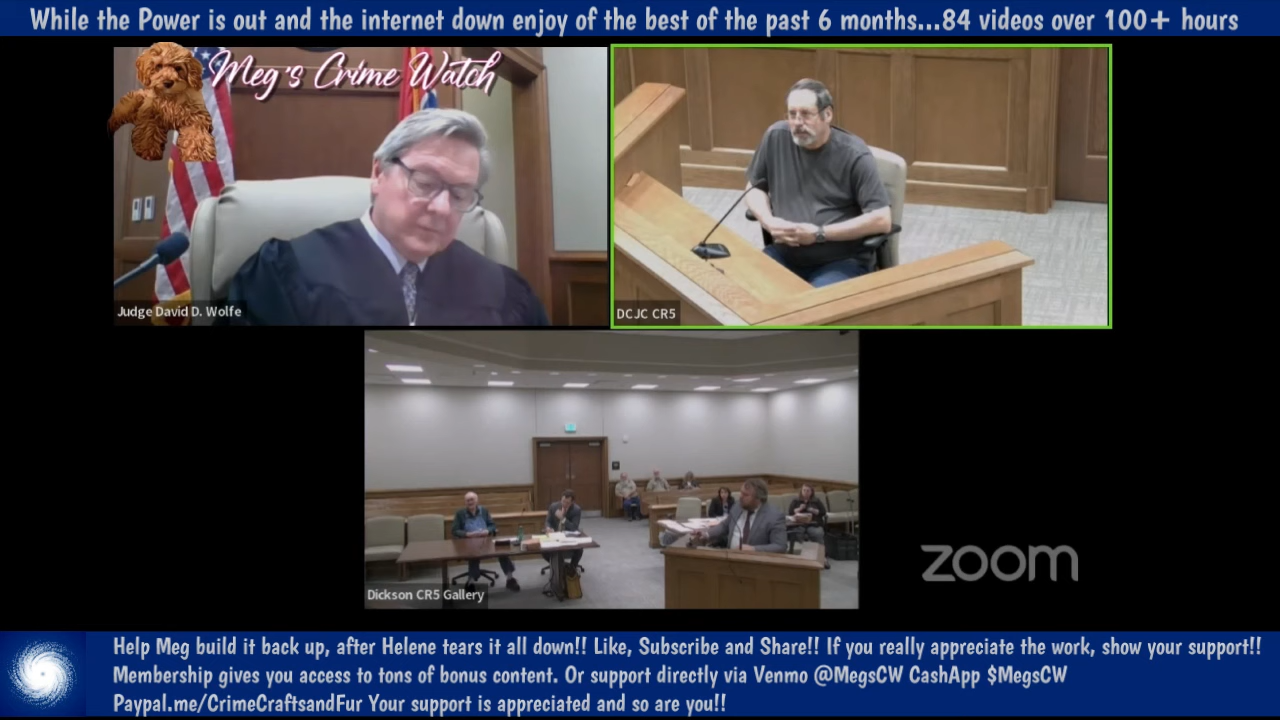 While the Power is out and the internet down enjoy of the best of the past 6 months...84 videos over 100+ hours
Meg's Crime Watch
Judge David D. Wolfe
DCJC CR5
Dickson CR5 Gallery
zoom
Help Meg build it back up, after Helene tears it all down!! Like, Subscribe and Share!! If you really appreciate the work, show your support!!
Membership gives you access to tons of bonus content. Or support directly via Venmo @MegsCW CashApp $MegsCW
Paypal.me/CrimeCraftsandFur Your support is appreciated and so are you!!